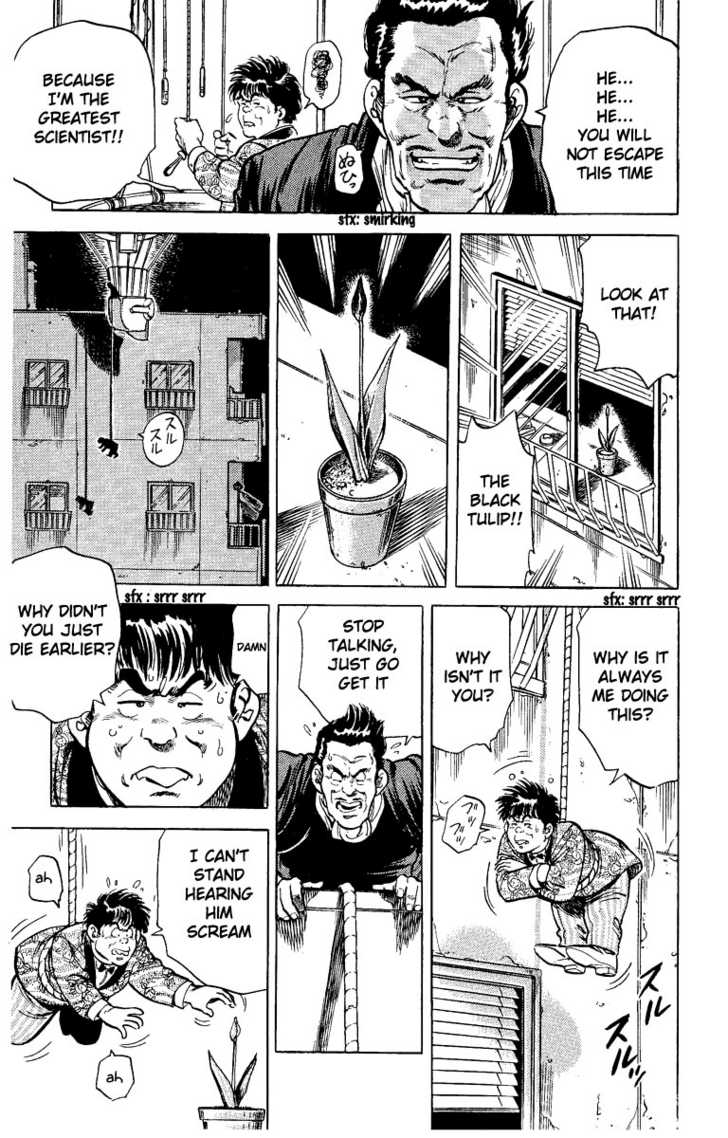 HE...
HE...
HE...
YOU WILL
NOT ESCAPE
THIS TIME
ぬひっ
BECAUSE
I'M THE
GREATEST
SCIENTIST!!
sfx: smirking
LOOK AT
THAT!
THE
BLACK
TULIP!!
スル
スル
sfx: srrr srrr
sfx : srrr srrr
WHY IS IT
ALWAYS
ME DOING
THIS?
WHY
ISN'T IT
YOU?
スル
スルッ
STOP
TALKING,
JUST GO
GET IT
DAMN
WHY DIDN'T
YOU JUST
DIE EARLIER?
I CAN'T
STAND
HEARING
HIM
SCREAM
ah
ah